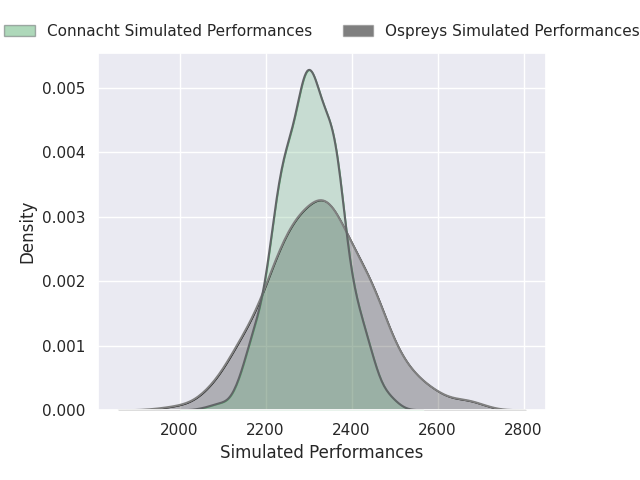 Connacht Simulated Performances Ospreys Simulated Performances
0.005
0.004
0.003
0.002
0.001
0.000
Density
2000 2200 2400 2600 2800
Simulated Performances